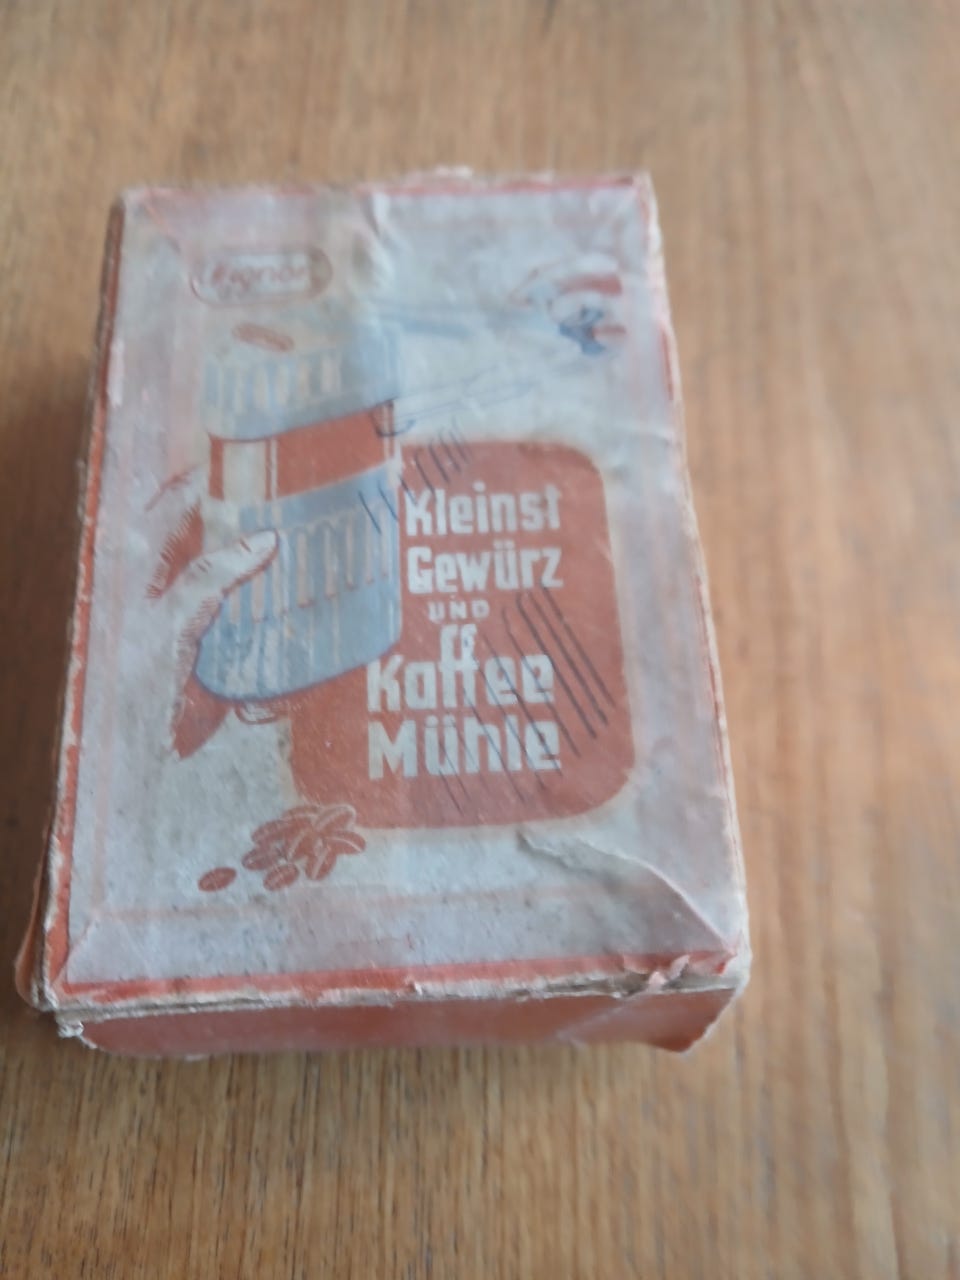 Kleinst
Gewürz
UND
Kaffee
Mühle